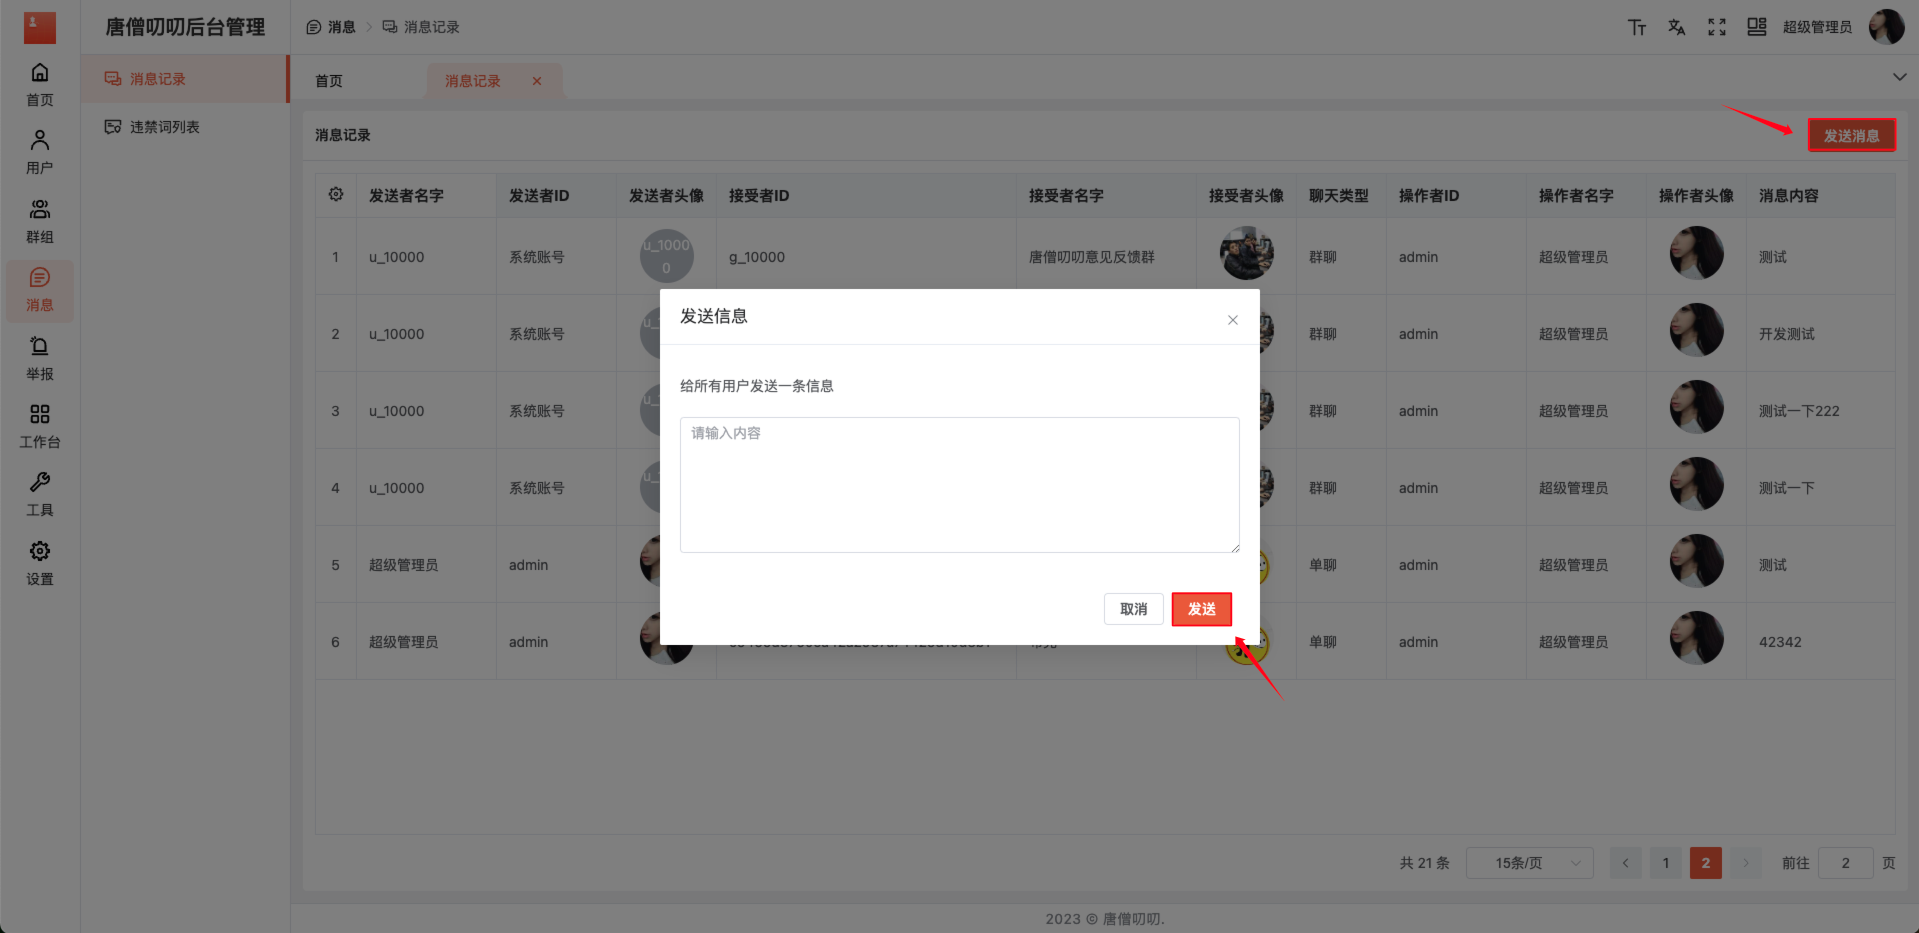 唐僧叨叨后台管理
消息 > 消息记录
超级管理员
首页
用户
群组
消息
举报
工作台
工具
设置
消息记录
违禁词列表
首页
消息记录
消息记录
发送消息
发送者名字 发送者ID 发送者头像 接受者ID 接受者名字 接受者头像 聊天类型 操作者ID 操作者名字 操作者头像 消息内容
1 u_10000 系统账号 u_10000 g_10000 唐僧叨叨意见反馈群 群聊 admin 超级管理员 测试
2 u_10000 系统账号 群聊 admin 超级管理员 开发测试
3 u_10000 系统账号 群聊 admin 超级管理员 测试一下222
4 u_10000 系统账号 群聊 admin 超级管理员 测试一下
5 超级管理员 admin 单聊 admin 超级管理员 测试
6 超级管理员 admin 单聊 admin 超级管理员 42342
发送信息
给所有用户发送一条信息
请输入内容
取消
发送
共 21 条 15条/页 1 2 前往 2 页
2023 © 唐僧叨叨.